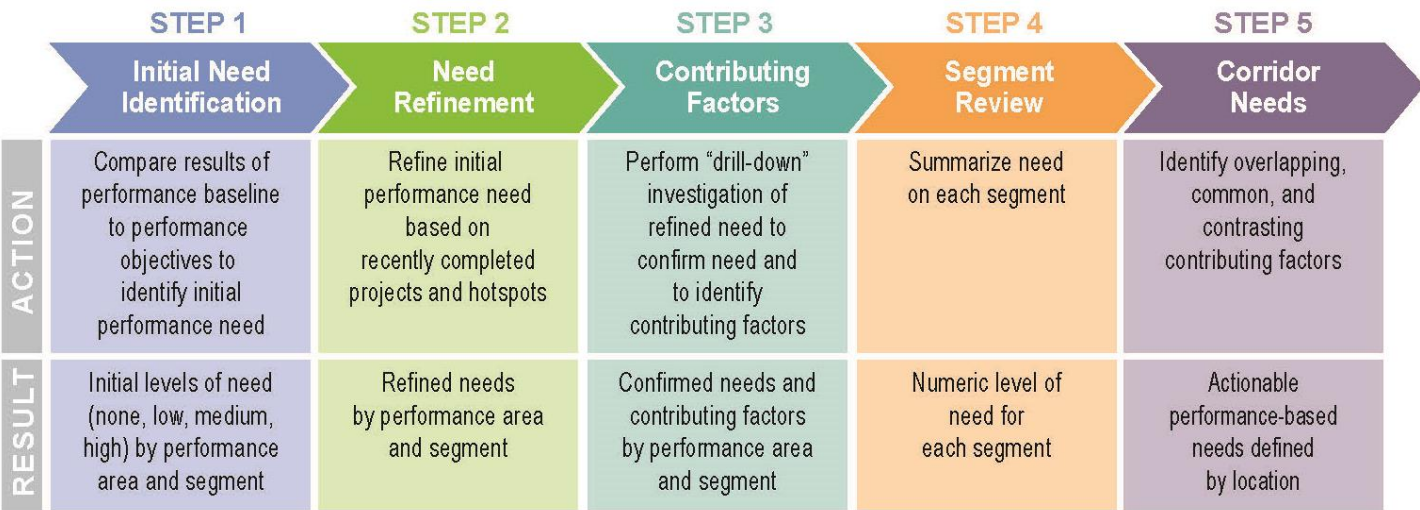 STEP 1
STEP 2
STEP 3
STEP 4
STEP 5
Initial Need
Identification
Need
Refinement
Contributing
Factors
Segment
Review
Corridor
Needs
ACTION
Compare results of
performance baseline
to performance
objectives to
identify initial
performance need
Refine initial
performance need
based on
recently completed
projects and hotspots
Perform “drill-down”
investigation of
refined need to
confirm need and
to identify
contributing factors
Summarize need
on each segment
Identify overlapping,
common, and
contrasting
contributing factors
RESULT
Initial levels of need
(none, low, medium,
high) by performance
area and segment
Refined needs
by performance area
and segment
Confirmed needs and
contributing factors
by performance area
and segment
Numeric level of
need for
each segment
Actionable
performance-based
needs defined
by location